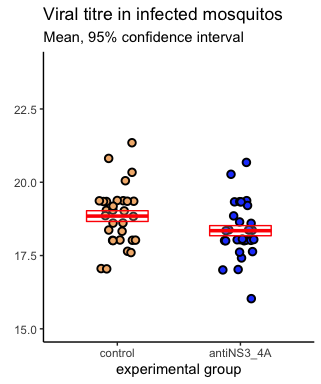 Viral titre in infected mosquitos
Mean, 95% confidence interval
22.5
20.0
17.5
15.0
control antiNS3_4A
experimental group